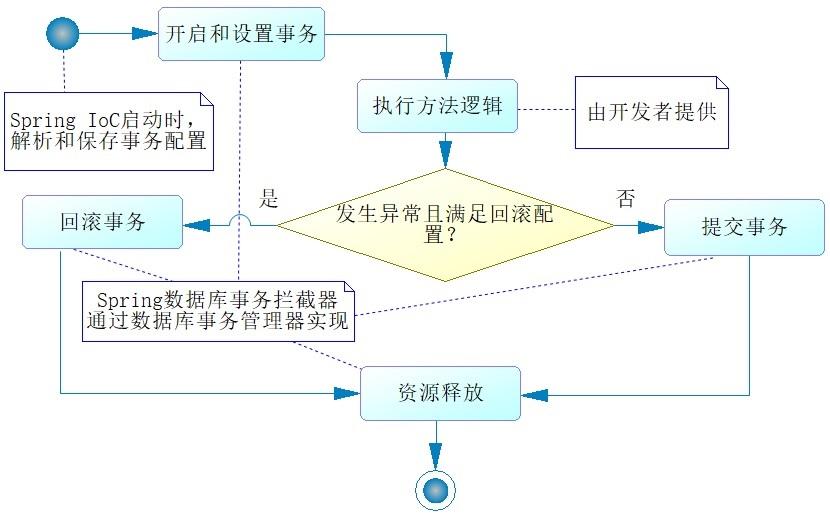 开启和设置事务
Spring IoC启动时，
解析和保存事务配置
执行方法逻辑
由开发者提供
是
发生异常且满足回滚配
置？
否
回滚事务
提交事务
Spring数据库事务拦截器
通过数据库事务管理器实现
资源释放